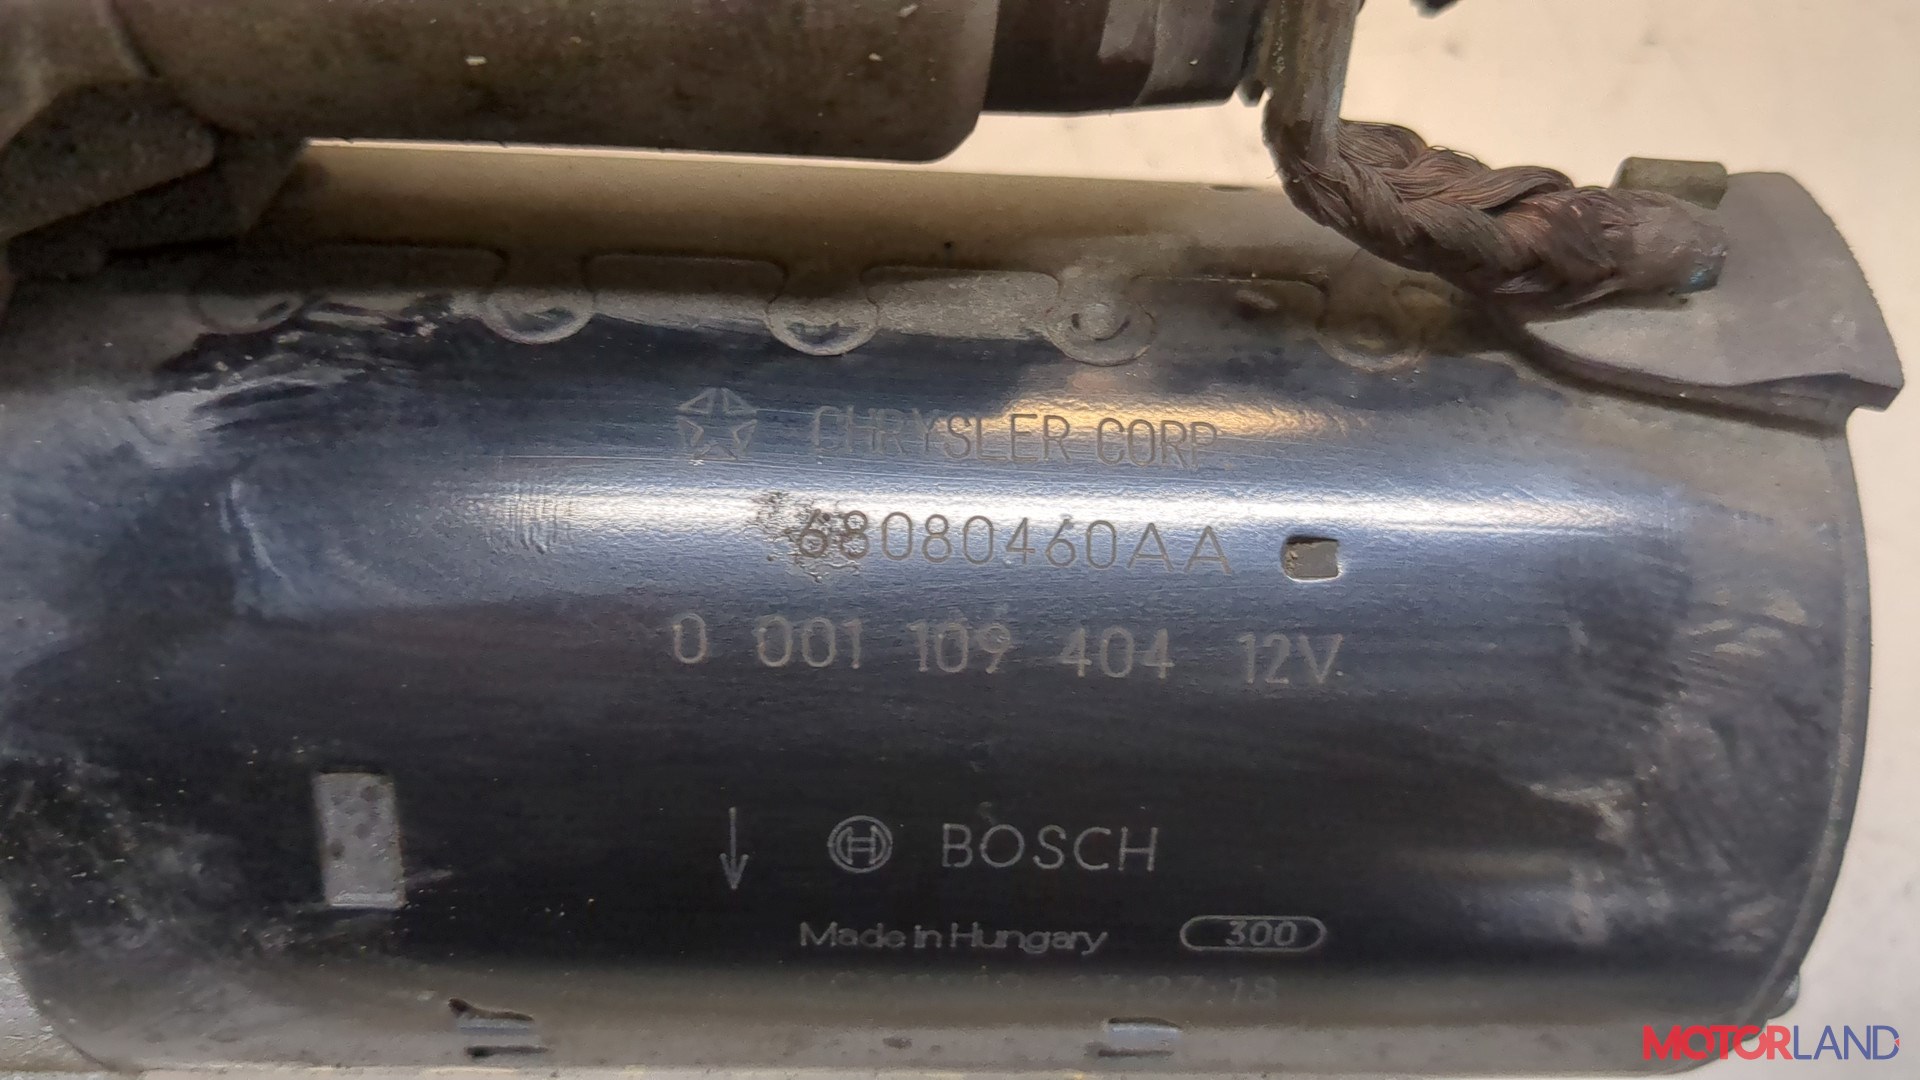 CHRYSLER CORP.
68080460AA
0 001 109 404 12V
BOSCH
Made in Hungary 300
MOTORLAND